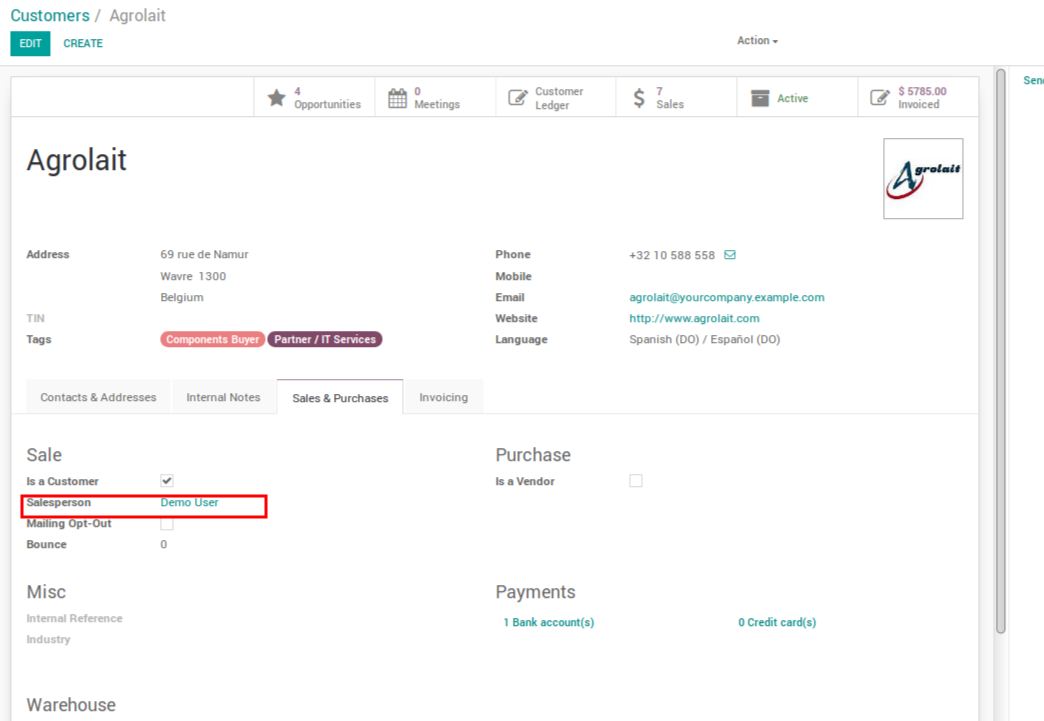 Customers / Agrolait
EDIT CREATE Action
4 Opportunities
0 Meetings
Customer Ledger
$ 7 Sales
Active
$ 5785.00 Invoiced
Agrolait
Agrolait
Address 69 rue de Namur
Wavre 1300
Belgium
TIN
Tags Components Buyer Partner / IT Services
Phone +32 10 588 558
Mobile
Email agrolait@yourcompany.example.com
Website http://www.agrolait.com
Language Spanish (DO) / Español (DO)
Contacts & Addresses Internal Notes Sales & Purchases Invoicing
Sale
Is a Customer
Salesperson Demo User
Mailing Opt-Out
Bounce 0
Purchase
Is a Vendor
Misc
Internal Reference
Industry
Payments
1 Bank account(s) 0 Credit card(s)
Warehouse